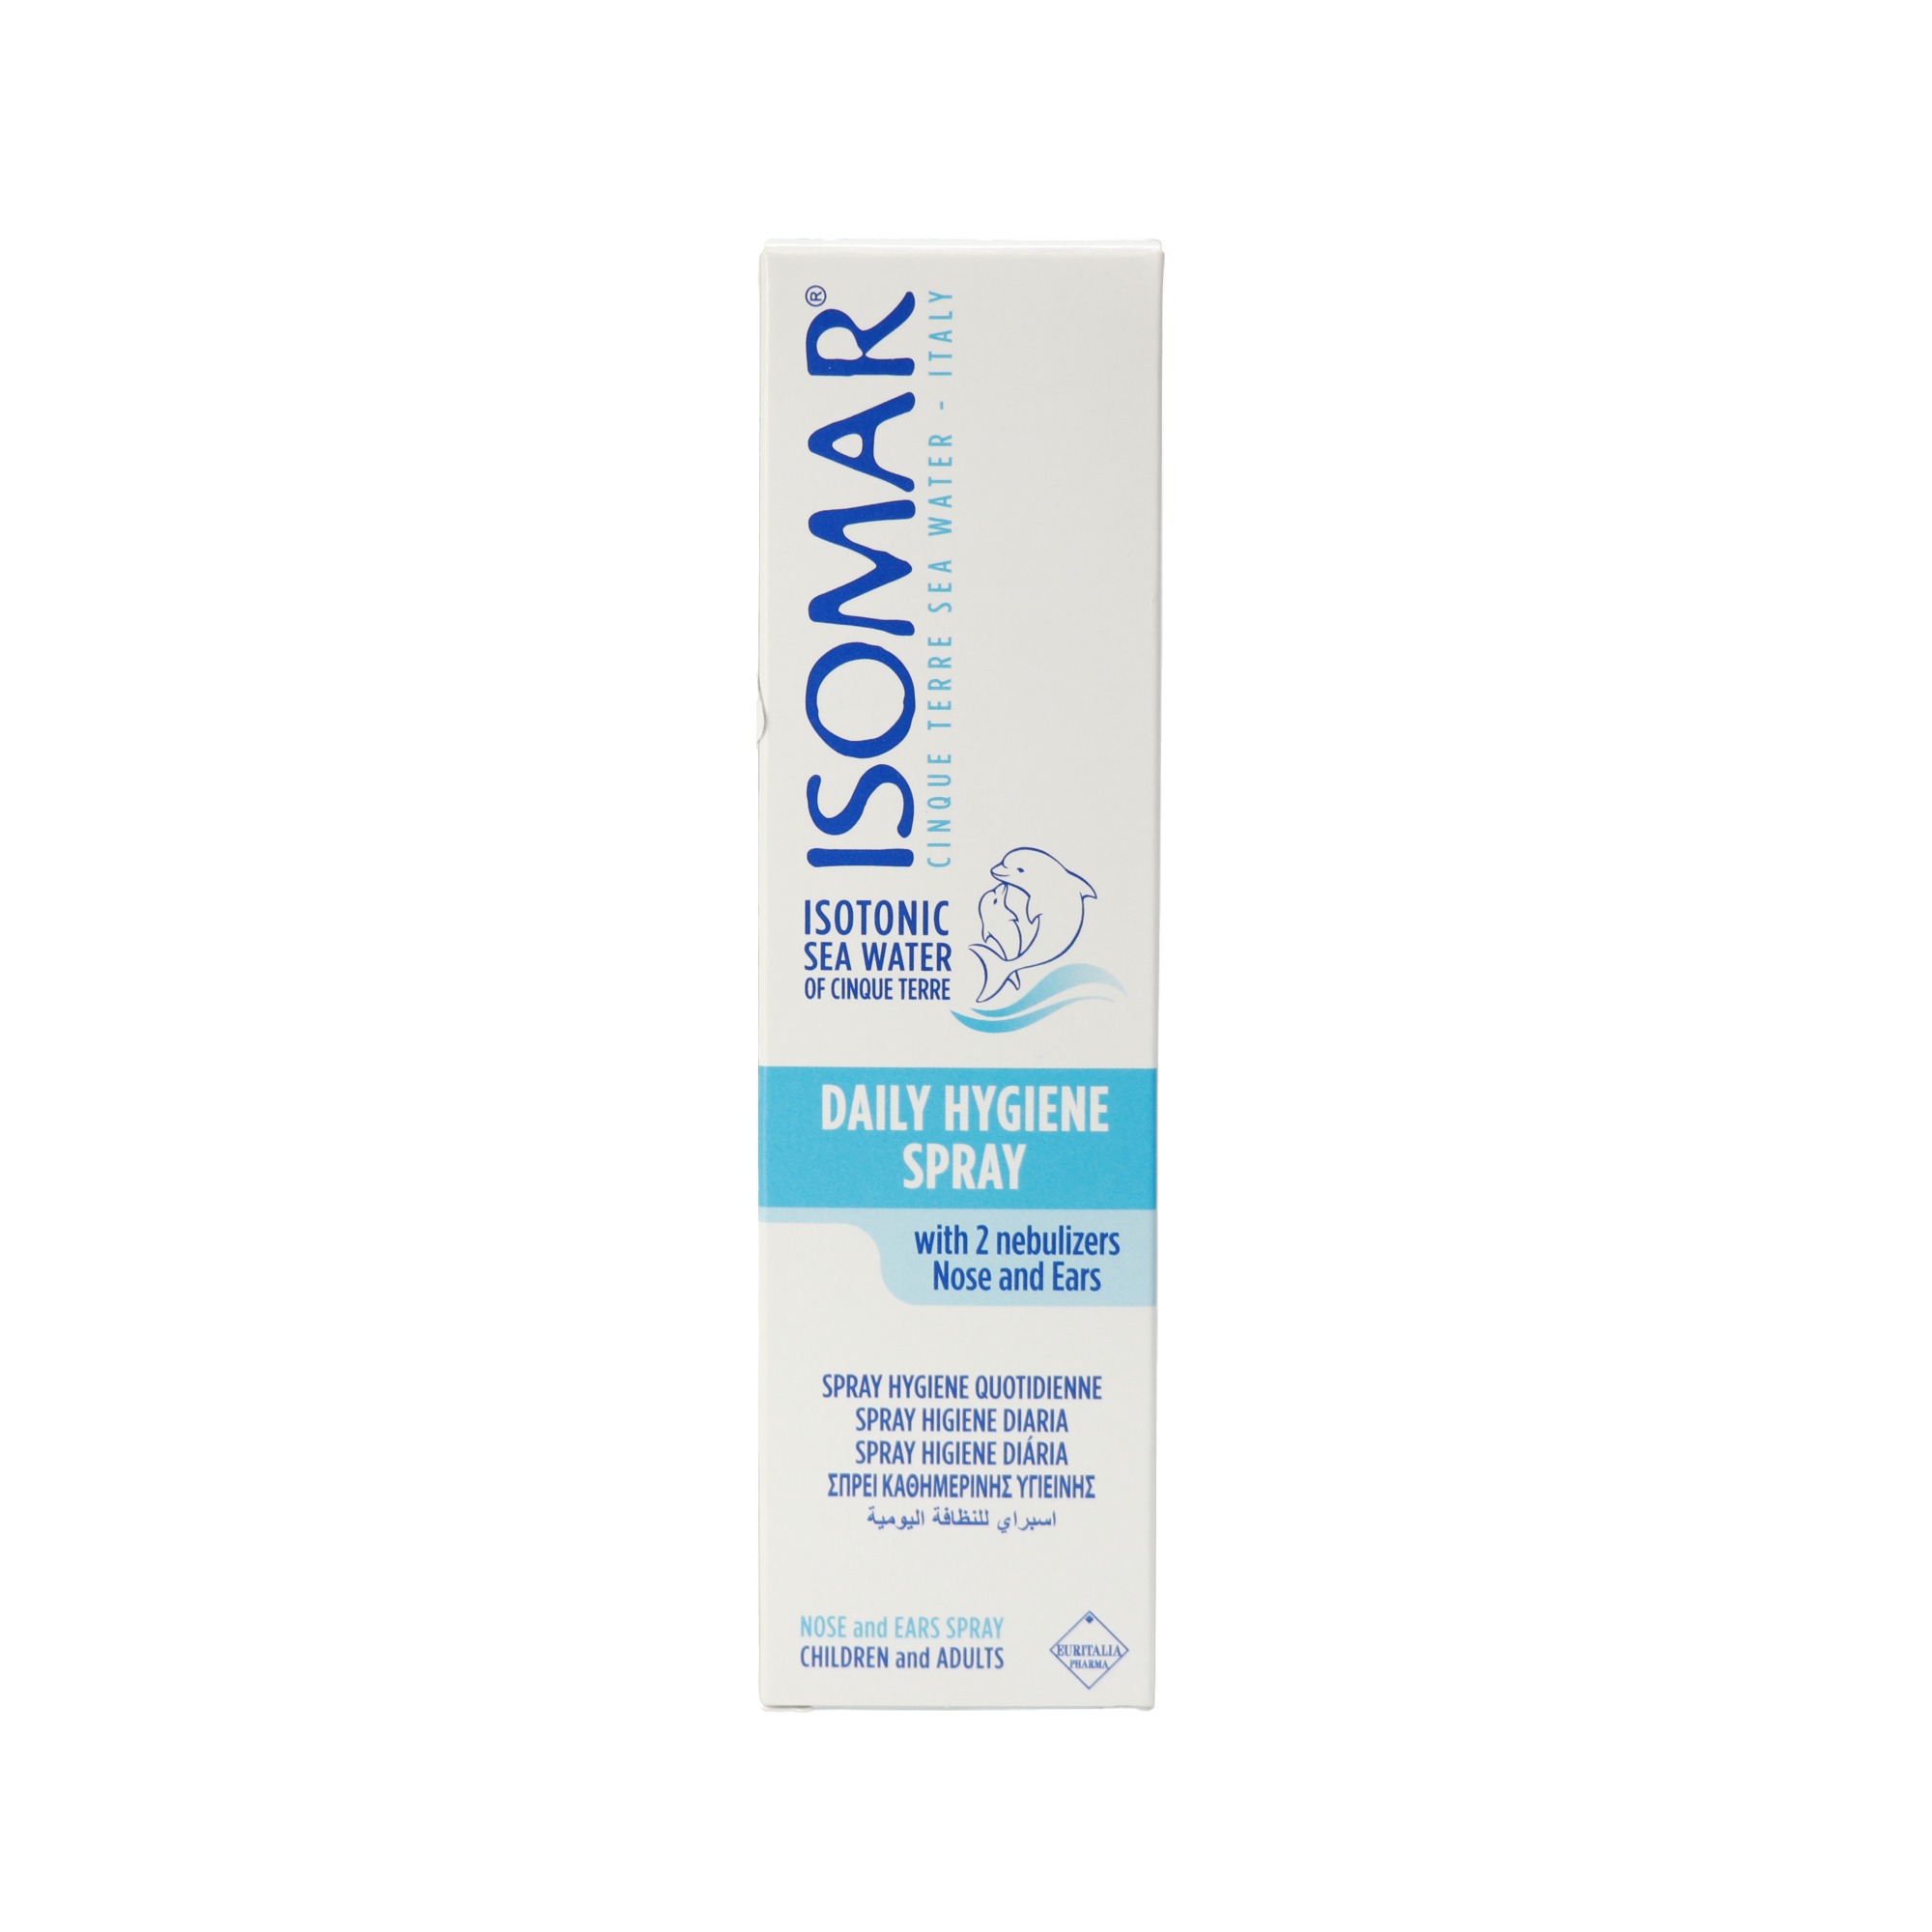 ISOMAR®
CINQUE TERRE SEA WATER - ITALY
ISOTONIC
SEA WATER
OF CINQUE TERRE
DAILY HYGIENE
SPRAY
with 2 nebulizers
Nose and Ears
SPRAY HYGIENE QUOTIDIENNE
SPRAY HIGIENE DIARIA
SPRAY HIGIENE DIÁRIA
ΣΠΡΕΙ ΚΑΘΗΜΕΡΙΝΗΣ ΥΓΙΕΙΝΗΣ
اسبراي للنظافة اليومية
NOSE and EARS SPRAY
CHILDREN and ADULTS
EURITALIA
PHARMA